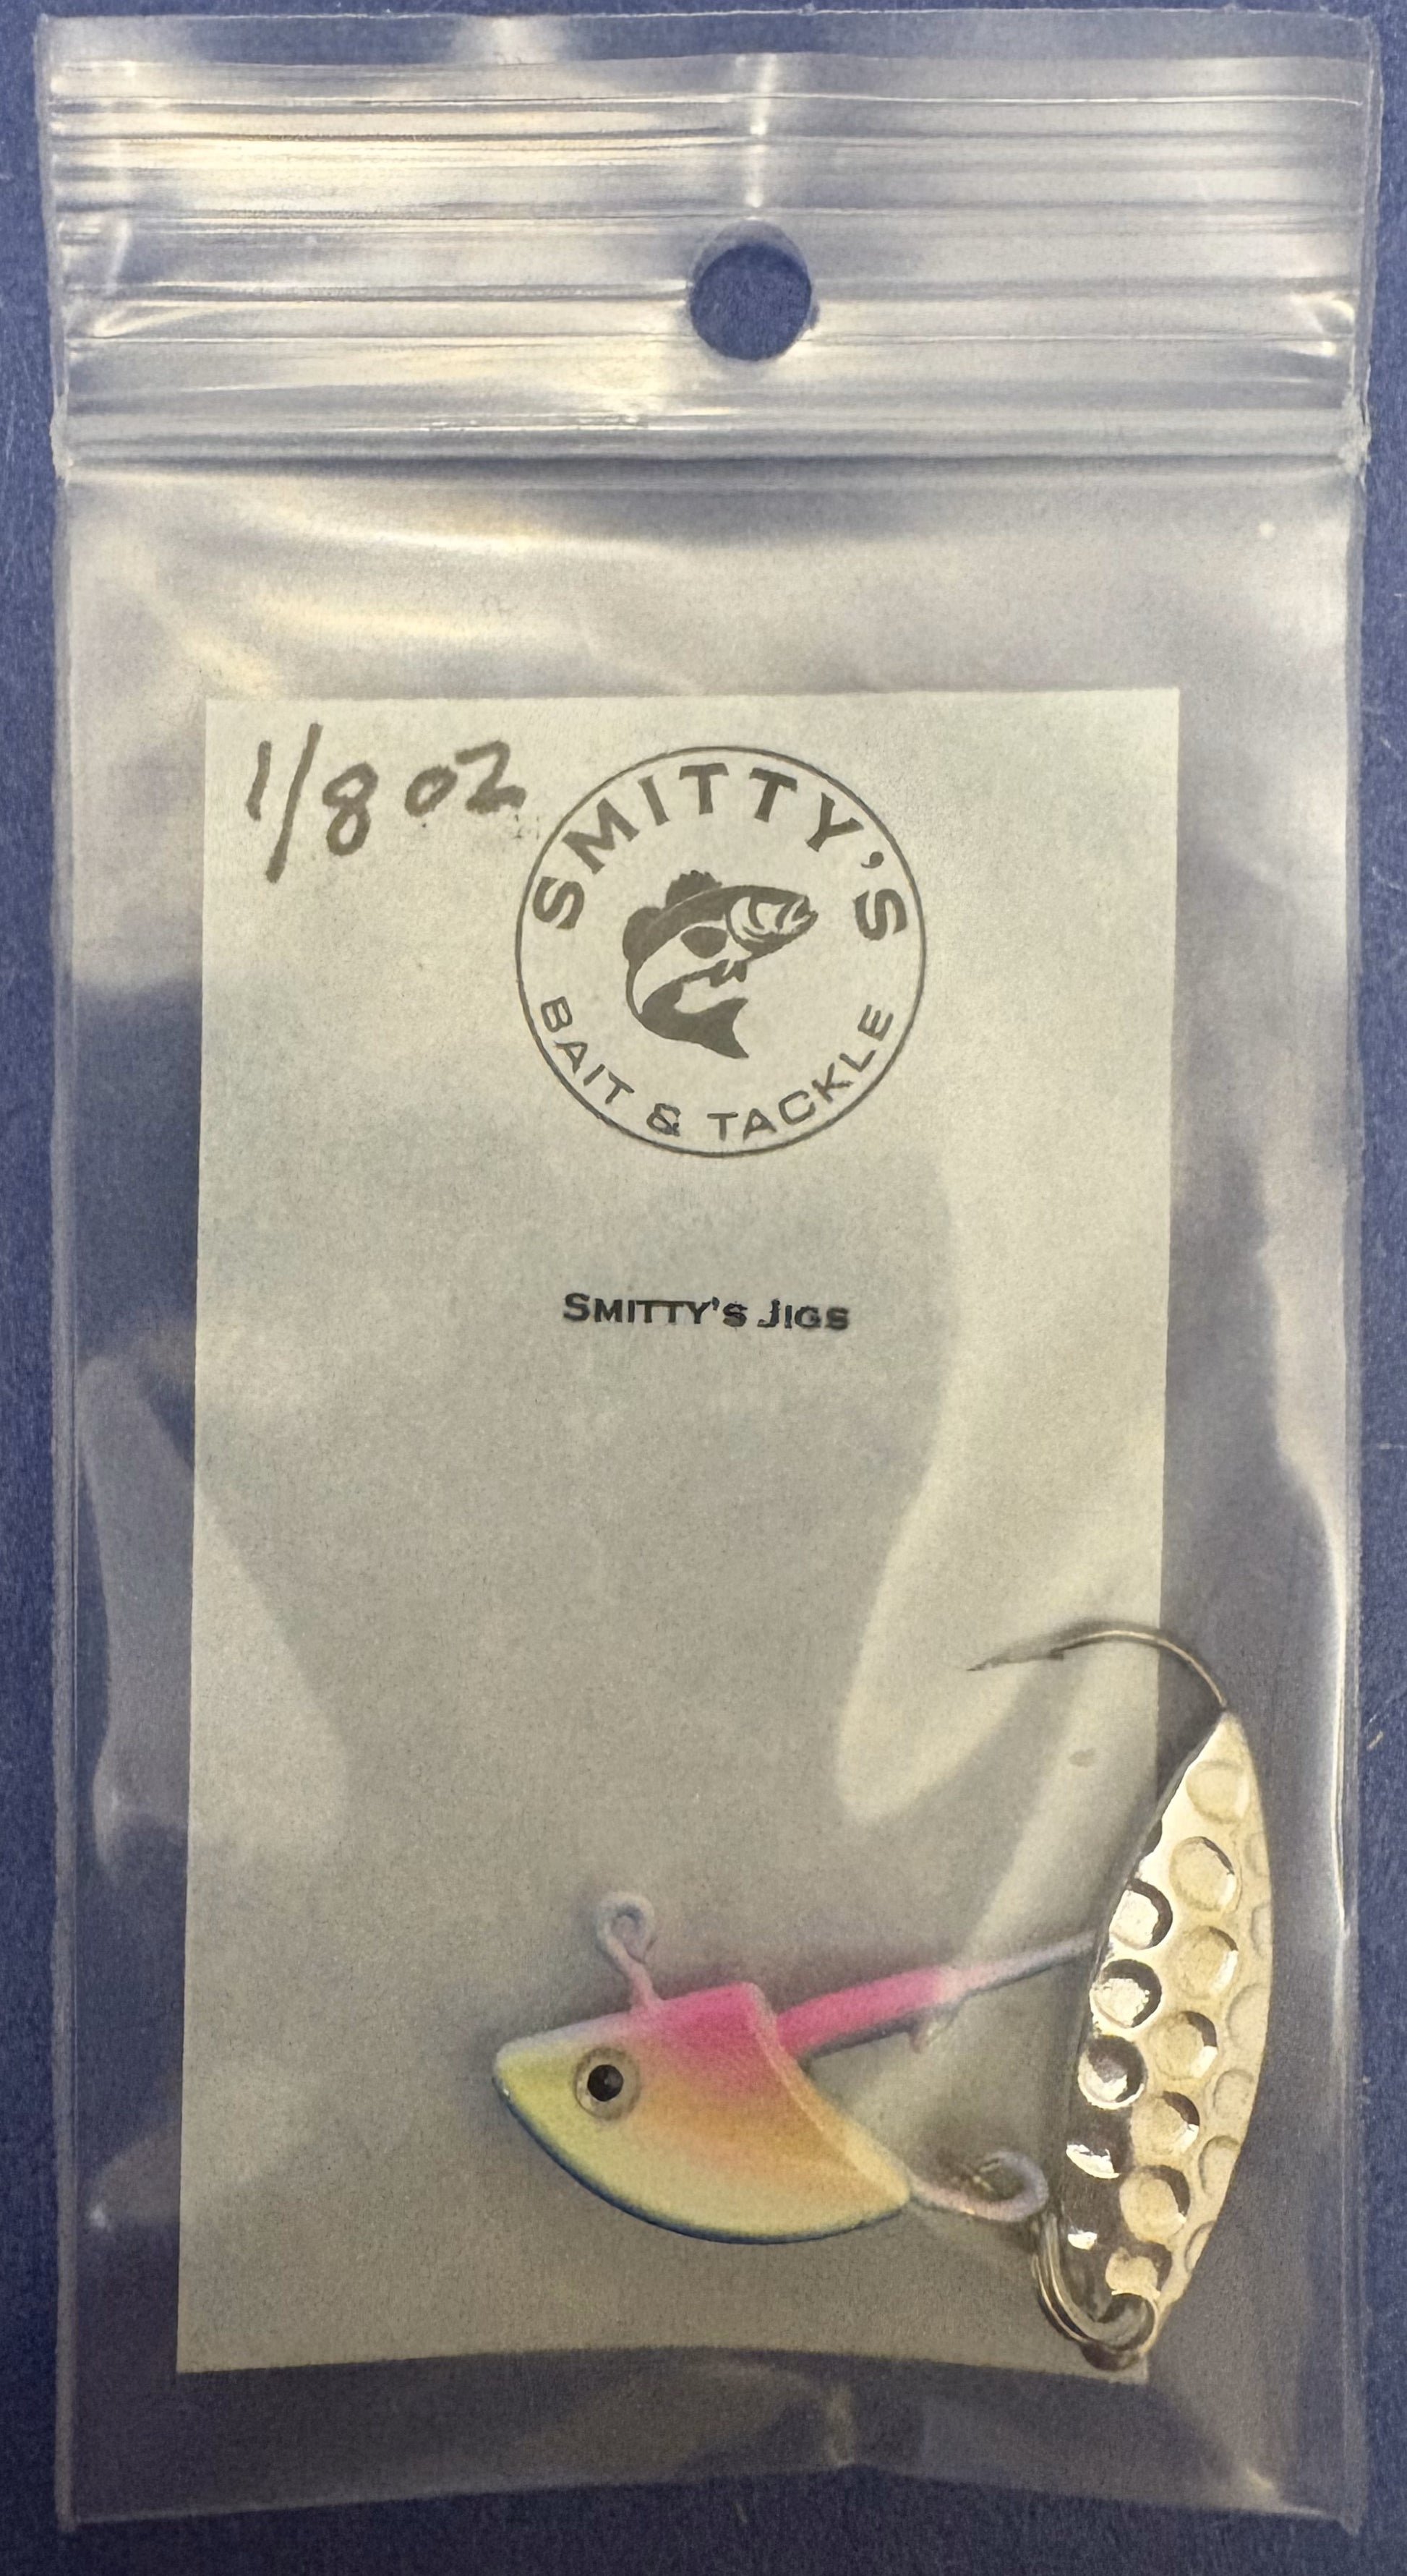 1/8 oz
SMITTY'S
BAIT & TACKLE
SMITTY'S JIGS